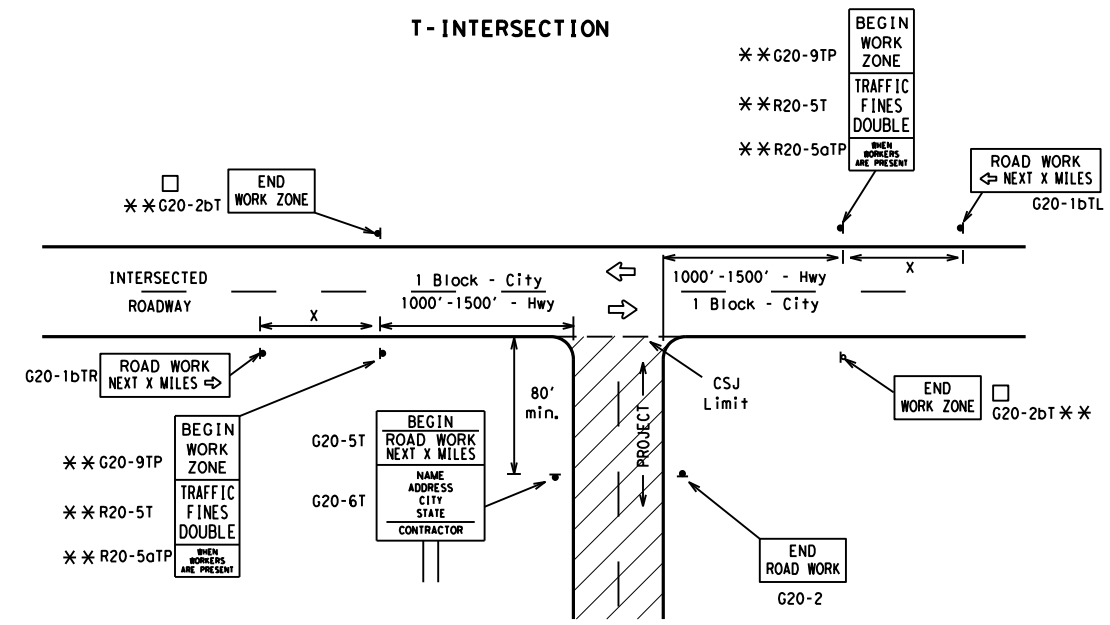 T-INTERSECTION
BEGIN
WORK
ZONE
** G20-9TP
TRAFFIC
FINES
DOUBLE
** R20-5T
WHEN
WORKERS
ARE PRESENT
** R20-5aTP
ROAD WORK
⇦ NEXT X MILES
G20-1bTL
END
WORK ZONE
□
** G20-2bT
INTERSECTED
ROADWAY
1 Block - City
1000'-1500' - Hwy
X
1000'-1500' - Hwy
1 Block - City
X
G20-1bTR
ROAD WORK
NEXT X MILES ⇨
80'
min.
CSJ
Limit
PROJECT
END
WORK ZONE
□
G20-2bT **
BEGIN
WORK
ZONE
** G20-9TP
TRAFFIC
FINES
DOUBLE
** R20-5T
WHEN
WORKERS
ARE PRESENT
** R20-5aTP
G20-5T
BEGIN
ROAD WORK
NEXT X MILES
G20-6T
NAME
ADDRESS
CITY
STATE
CONTRACTOR
END
ROAD WORK
G20-2